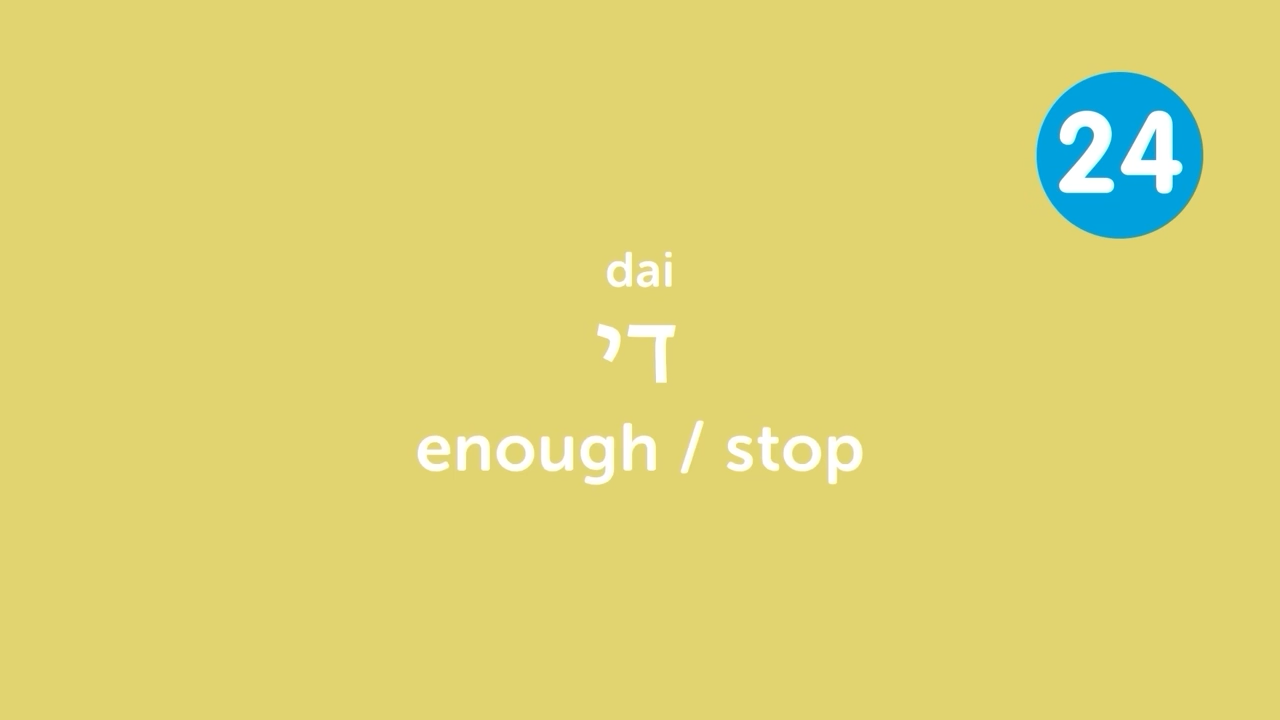 24
dai
די
enough / stop